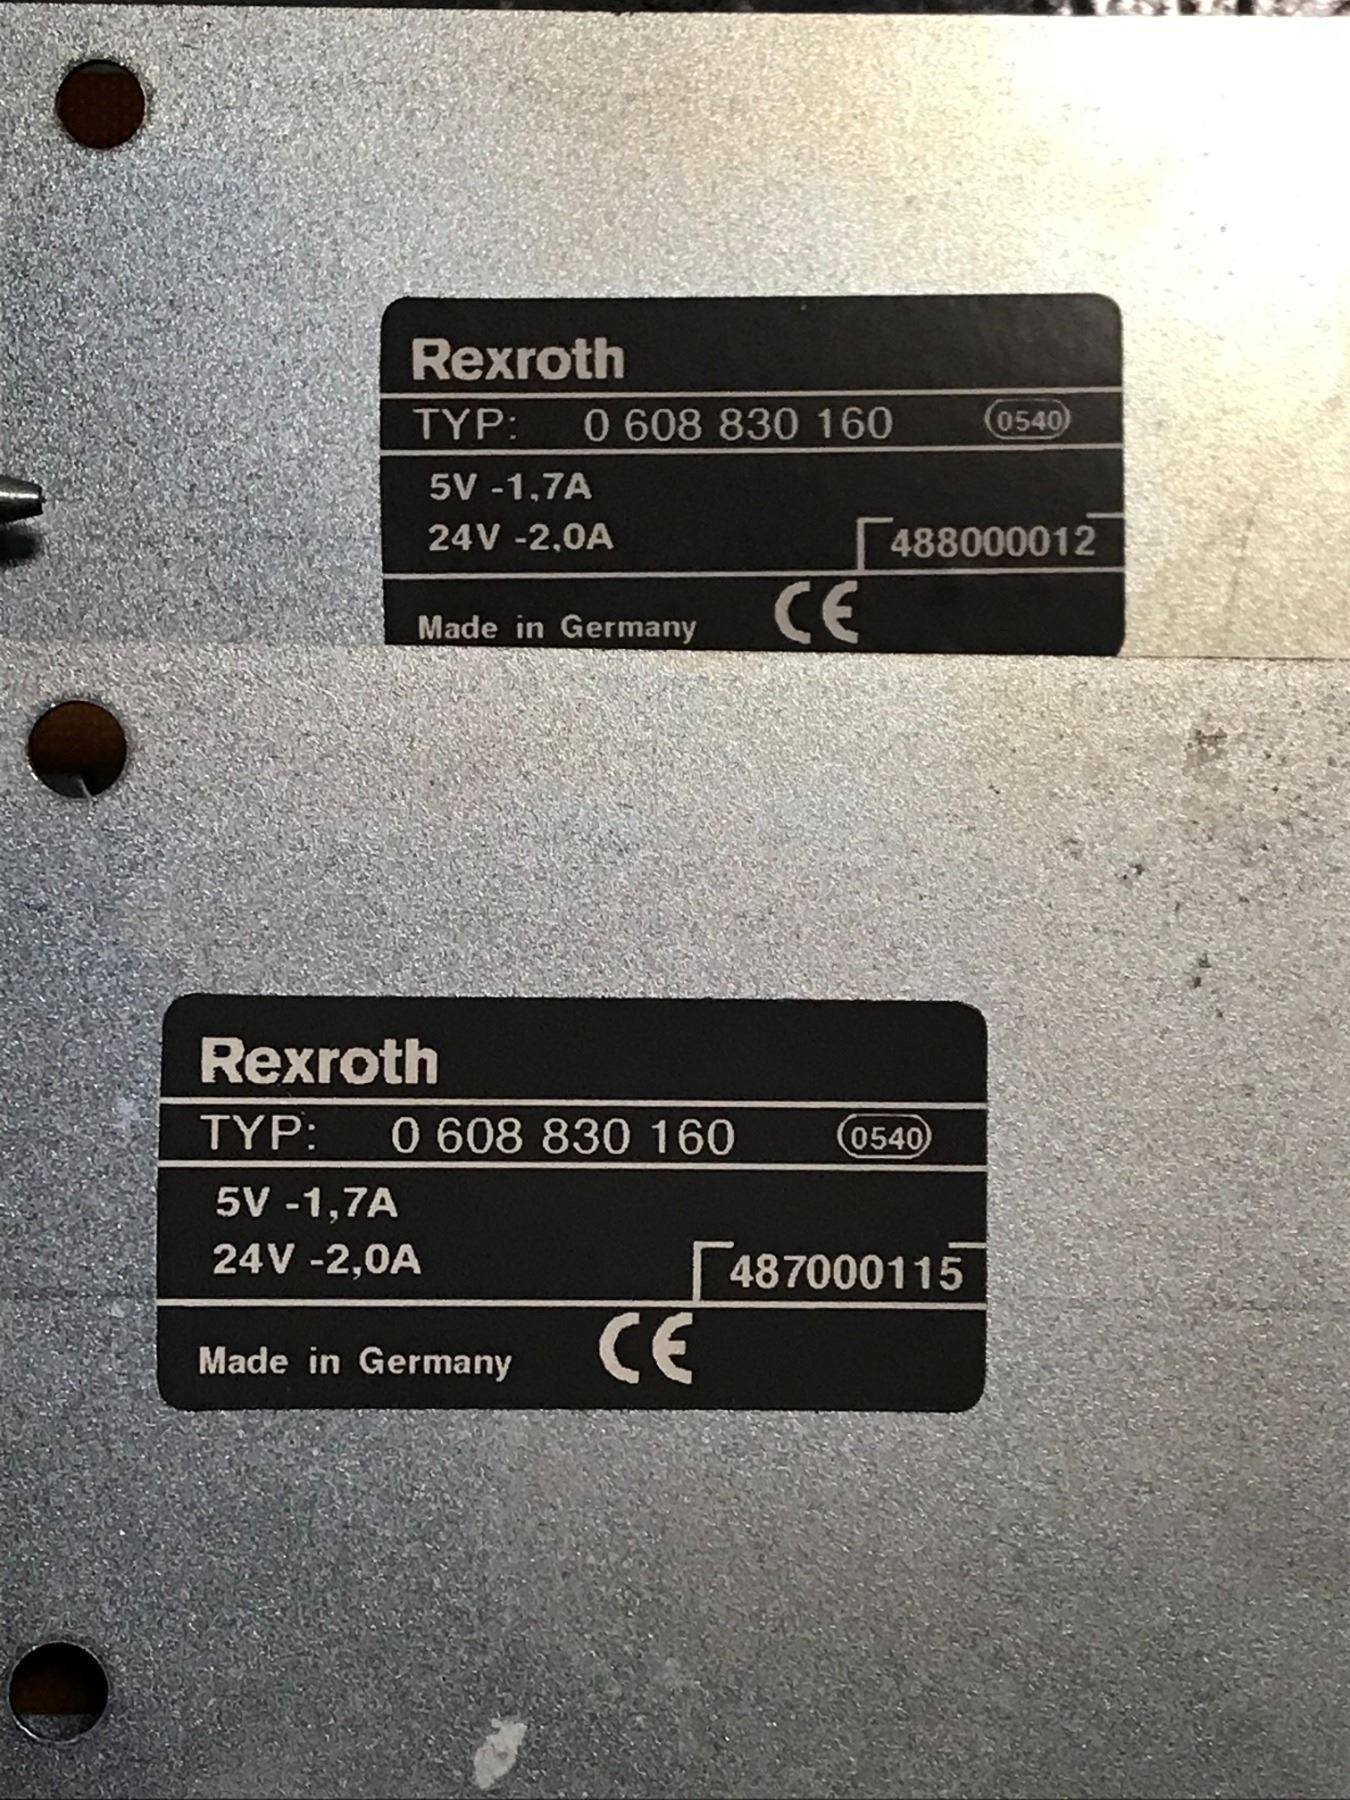 Rexroth
TYP: 0 608 830 160 0540
5V -1,7A
24V -2,0A
488000012
Made in Germany CE
Rexroth
TYP: 0 608 830 160 0540
5V -1,7A
24V -2,0A
487000115
Made in Germany CE